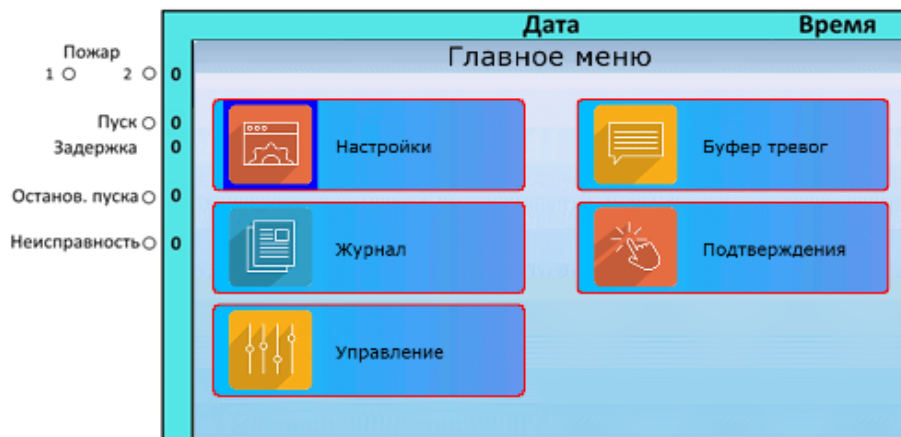 Дата Время
Главное меню
Пожар
1 2 0
Пуск 0
Задержка 0
Останов. пуска 0
Неисправность 0
Настройки Буфер тревог
Журнал Подтверждения
Управление